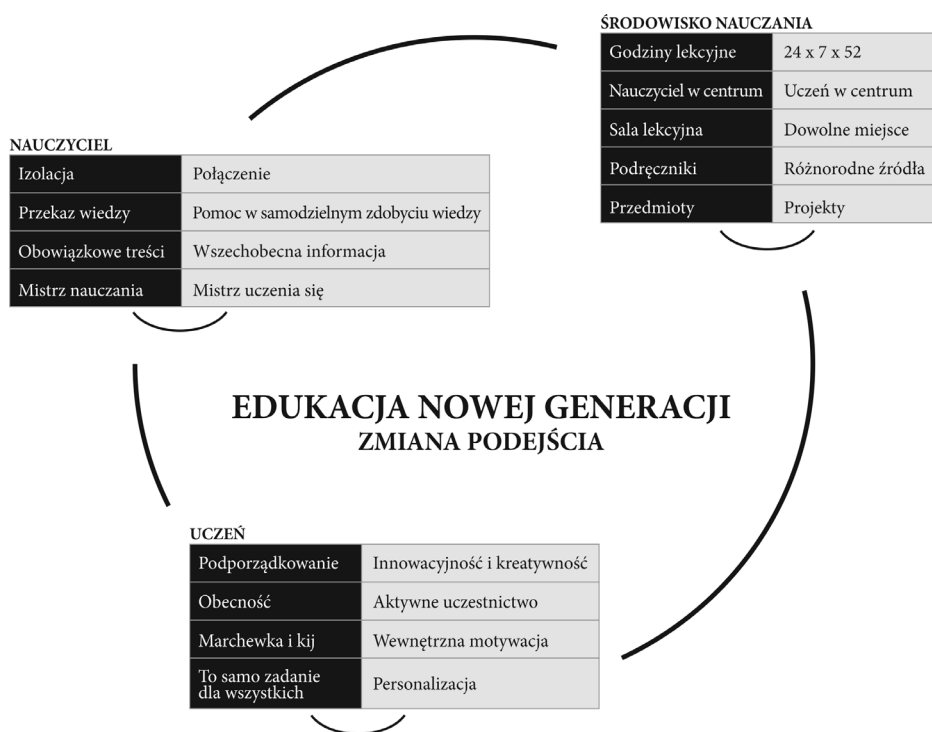 ŚRODOWISKO NAUCZANIA
Godziny lekcyjne 24 x 7 x 52
Nauczyciel w centrum Uczeń w centrum
Sala lekcyjna Dowolne miejsce
Podręczniki Różnorodne źródła
Przedmioty Projekty
NAUCZYCIEL
Izolacja Połączenie
Przekaz wiedzy Pomoc w samodzielnym zdobyciu wiedzy
Obowiązkowe treści Wszechobecna informacja
Mistrz nauczania Mistrz uczenia się
EDUKACJA NOWEJ GENERACJI
ZMIANA PODEJŚCIA
UCZEŃ
Podporządkowanie Innowacyjność i kreatywność
Obecność Aktywne uczestnictwo
Marchewka i kij Wewnętrzna motywacja
To samo zadanie
dla wszystkich Personalizacja